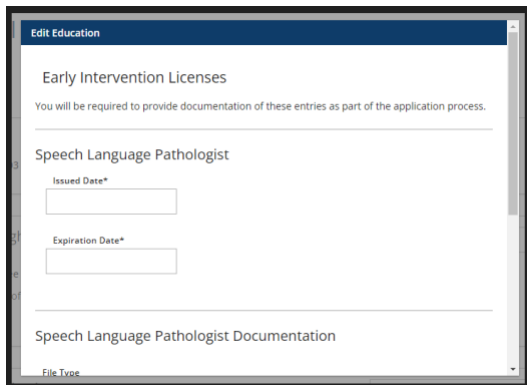 Edit Education
Early Intervention Licenses
You will be required to provide documentation of these entries as part of the application process.
Speech Language Pathologist
Issued Date*
Expiration Date*
Speech Language Pathologist Documentation
File Type